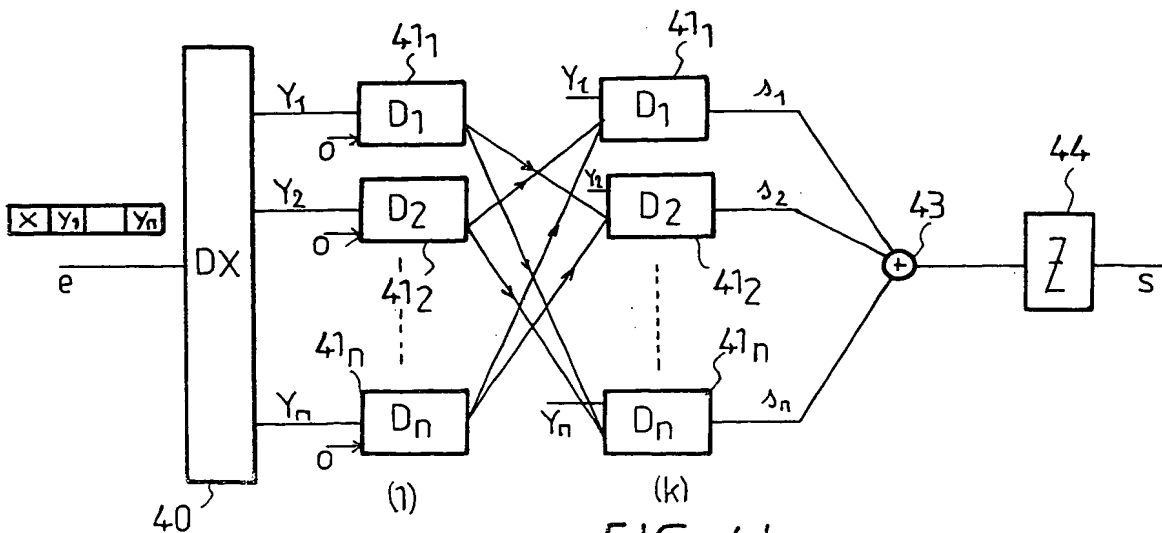 41₁ 41₁
Y₁ D₁ Y₁ D₁ s₁
0
Y₂ D₂ Y₂ D₂ s₂ 43 44
X Y₁ Yₙ
0
DX + Z
e 41₂ 41₂ s
41ₙ 41ₙ
Yₙ Dₙ Yₙ Dₙ sₙ
0
40 (1) (k)